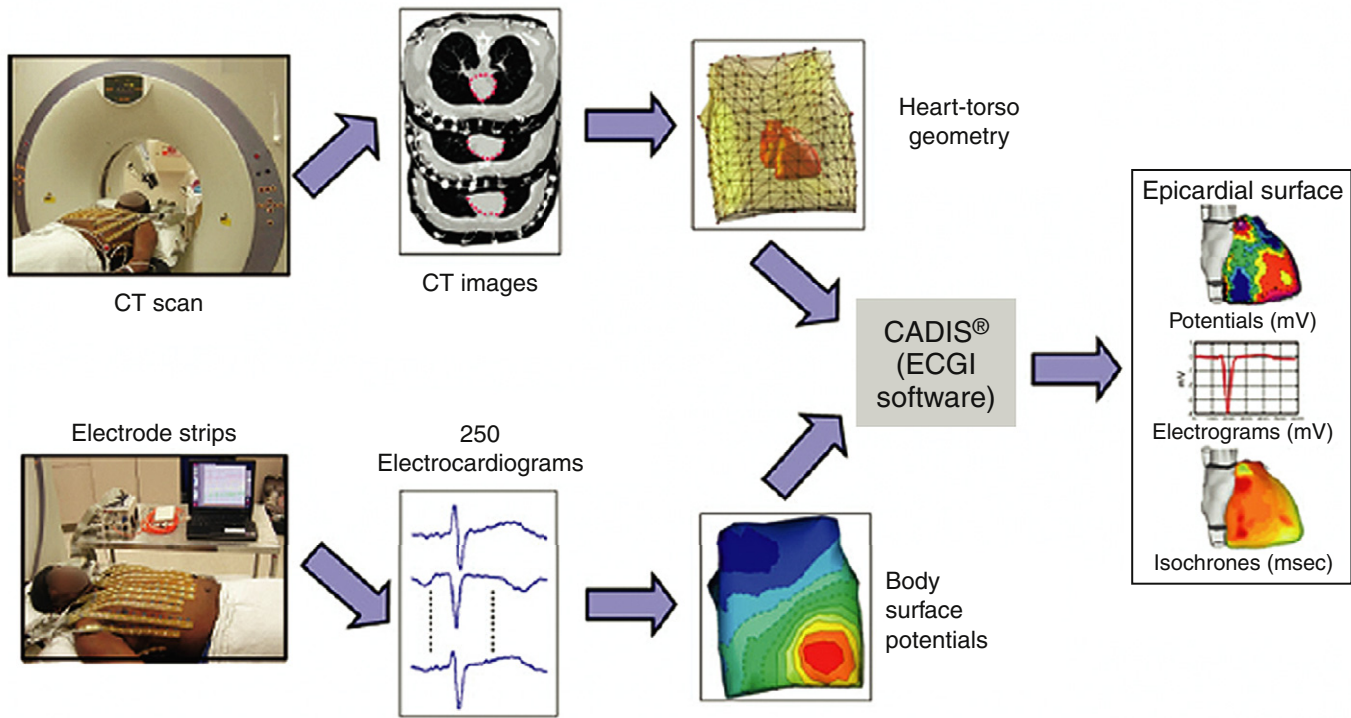 CT scan
CT images
Heart-torso
geometry
Electrode strips
250
Electrocardiograms
Body
surface
potentials
CADIS®
(ECGI
software)
Epicardial surface
Potentials (mV)
mV
Electrograms (mV)
Isochrones (msec)